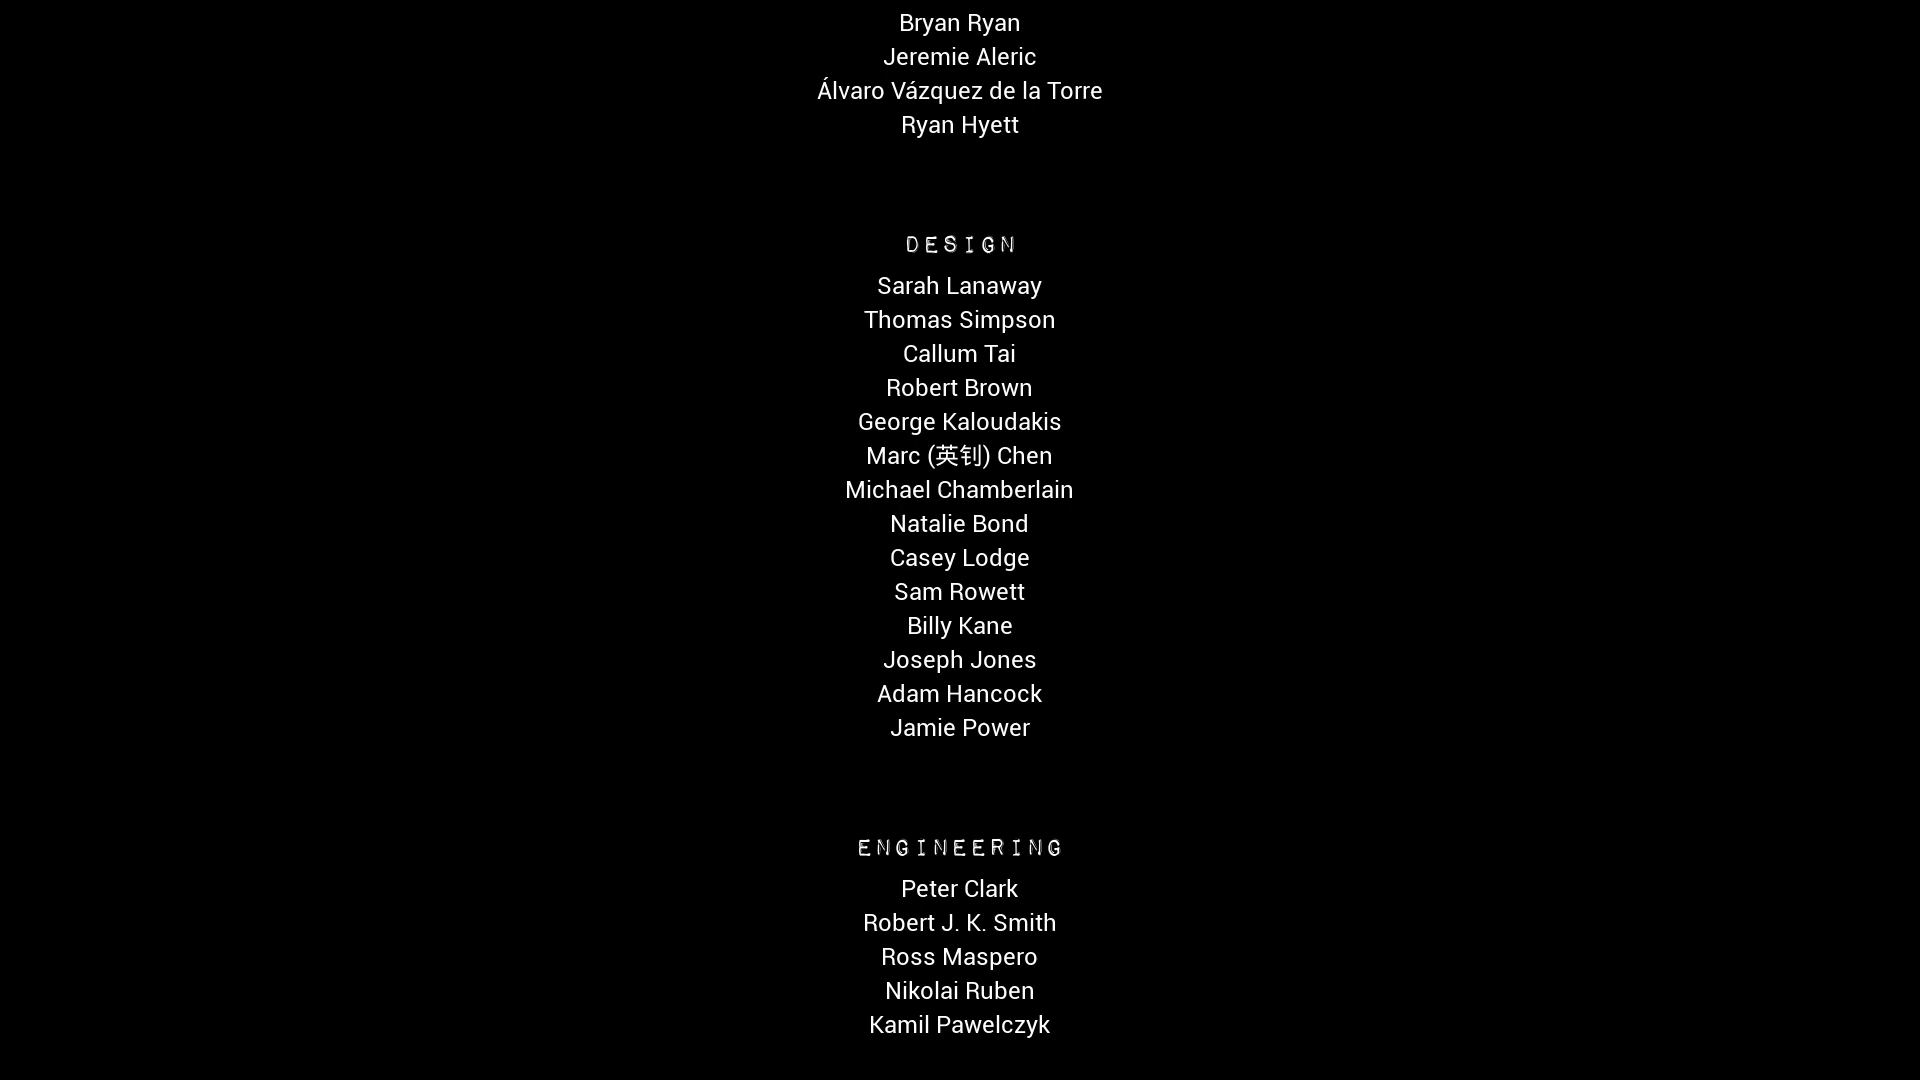 Bryan Ryan
Jeremie Aleric
Álvaro Vázquez de la Torre
Ryan Hyett
DESIGN
Sarah Lanaway
Thomas Simpson
Callum Tai
Robert Brown
George Kaloudakis
Marc (英钊) Chen
Michael Chamberlain
Natalie Bond
Casey Lodge
Sam Rowett
Billy Kane
Joseph Jones
Adam Hancock
Jamie Power
ENGINEERING
Peter Clark
Robert J. K. Smith
Ross Maspero
Nikolai Ruben
Kamil Pawelczyk